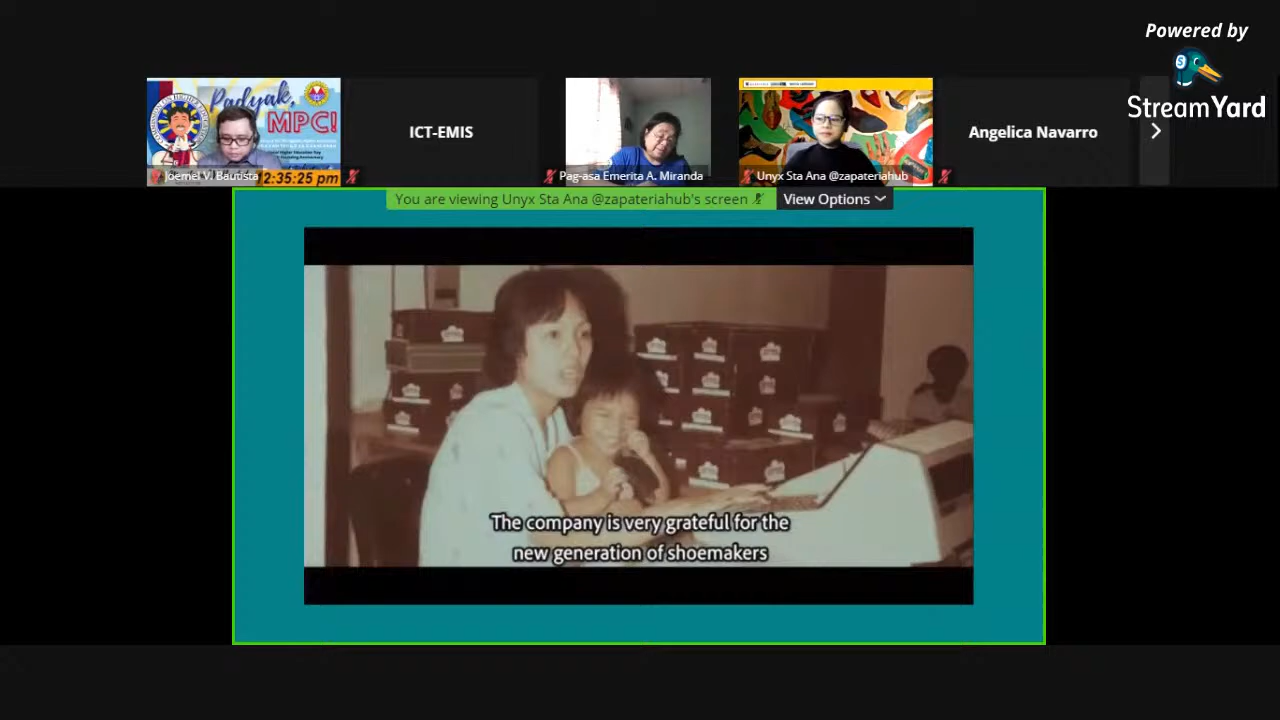 Powered by
StreamYard
Padyak,
MPC!
Joemel V. Bautista
2:35:25 pm
ICT-EMIS
Pag-asa Emerita A. Miranda
Unyx Sta Ana @zapateriahub
Angelica Navarro
You are viewing Unyx Sta Ana @zapateriahub's screen
View Options
The company is very grateful for the
new generation of shoemakers